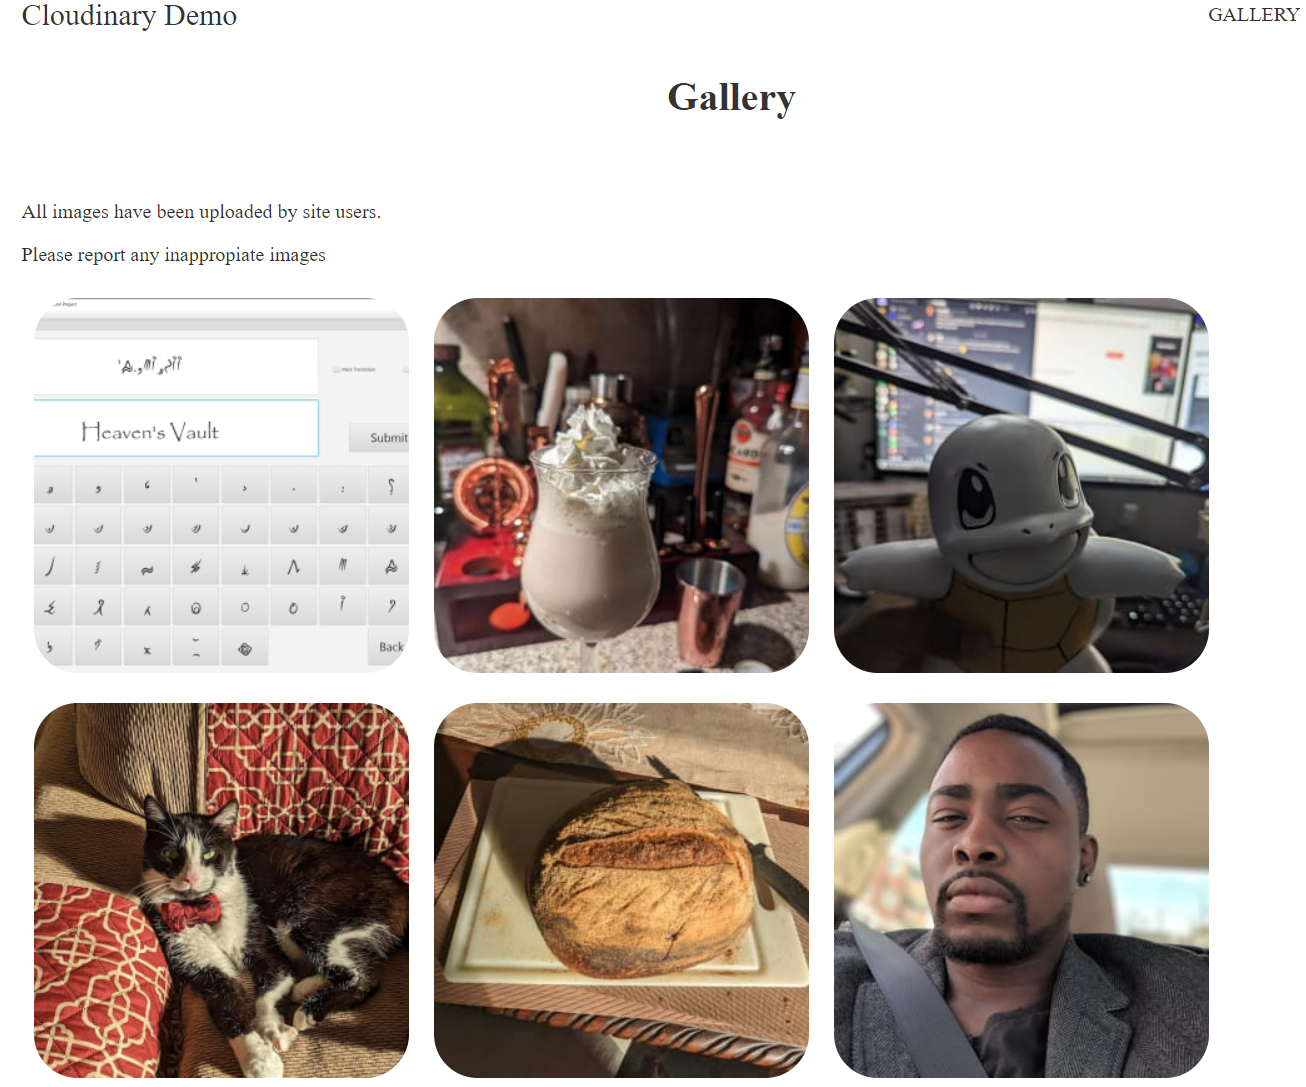 Cloudinary Demo
GALLERY
Gallery
All images have been uploaded by site users.
Please report any inappropiate images
Heaven's Vault
Submit
Back